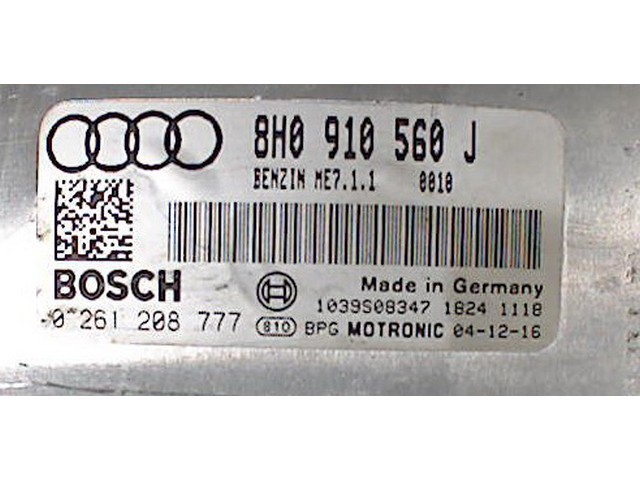 8H0 910 560 J
BENZIN ME7.1.1 0010
BOSCH
Made in Germany
1039S08347 1824 1118
0 261 208 777 810 BPG MOTRONIC 04-12-16